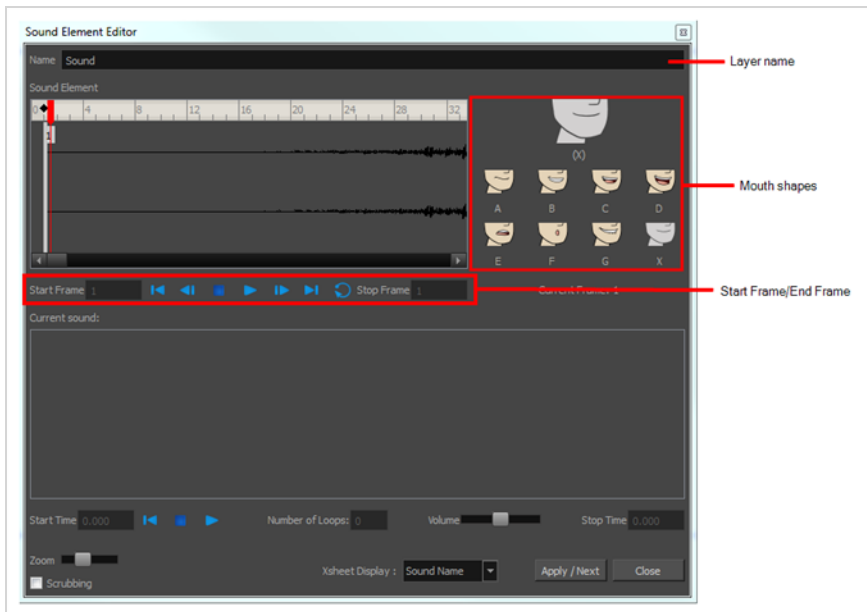 Sound Element Editor
Name Sound
Layer name
Sound Element
0 4 8 12 16 20 24 28 32
1
(X)
A B C D
Mouth shapes
E F G X
Start Frame 1 Stop Frame 1 Current Frame: 1
Start Frame/End Frame
Current sound:
Start Time 0.000 Number of Loops: 0 Volume Stop Time 0.000
Zoom
Xsheet Display : Sound Name Apply / Next Close
Scrubbing